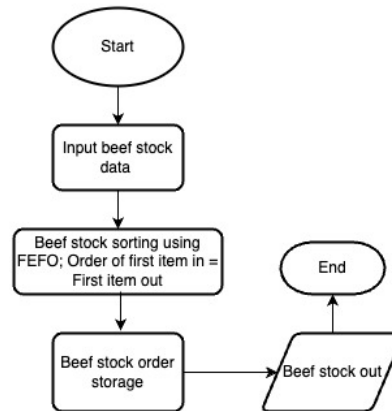 Start
Input beef stock
data
Beef stock sorting using
FEFO; Order of first item in =
First item out
End
Beef stock order
storage
Beef stock out